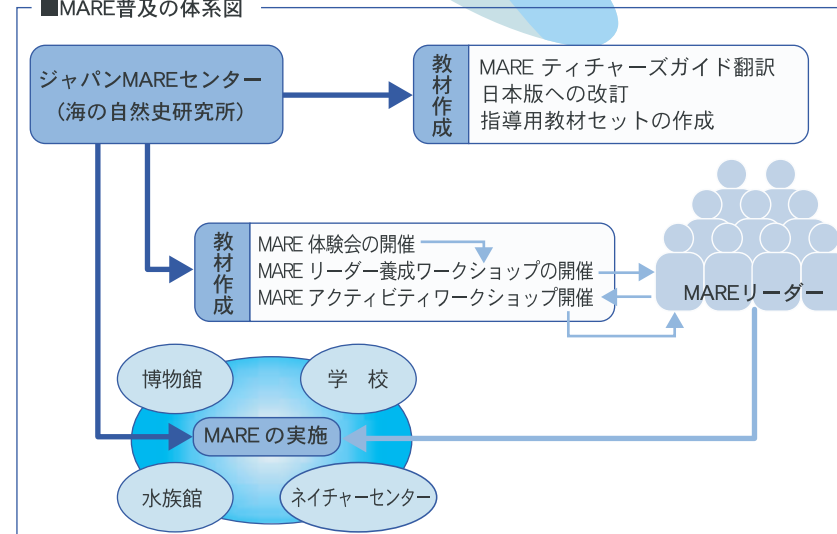 ■MARE普及の体系図
ジャパンMAREセンター
（海の自然史研究所）
教材作成
MARE ティチャーズガイド翻訳
日本版への改訂
指導用教材セットの作成
教材作成
MARE 体験会の開催
MARE リーダー養成ワークショップの開催
MARE アクティビティワークショップ開催
MAREリーダー
博物館
学 校
MARE の実施
水族館
ネイチャーセンター